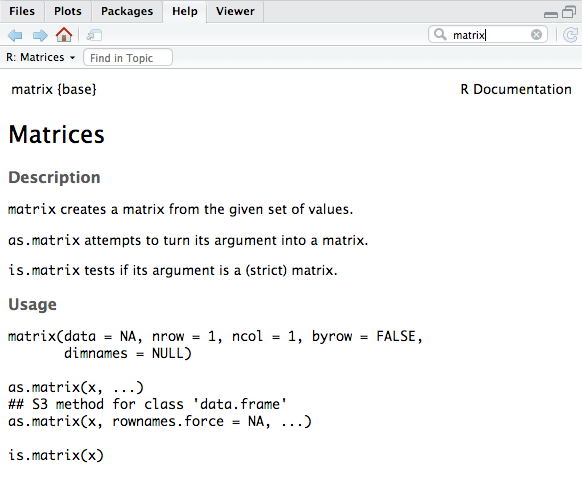 Files Plots Packages Help Viewer
matrix
R: Matrices Find in Topic
matrix {base} R Documentation
Matrices
Description
matrix creates a matrix from the given set of values.
as.matrix attempts to turn its argument into a matrix.
is.matrix tests if its argument is a (strict) matrix.
Usage
matrix(data = NA, nrow = 1, ncol = 1, byrow = FALSE,
       dimnames = NULL)
as.matrix(x, ...)
## S3 method for class 'data.frame'
as.matrix(x, rownames.force = NA, ...)
is.matrix(x)